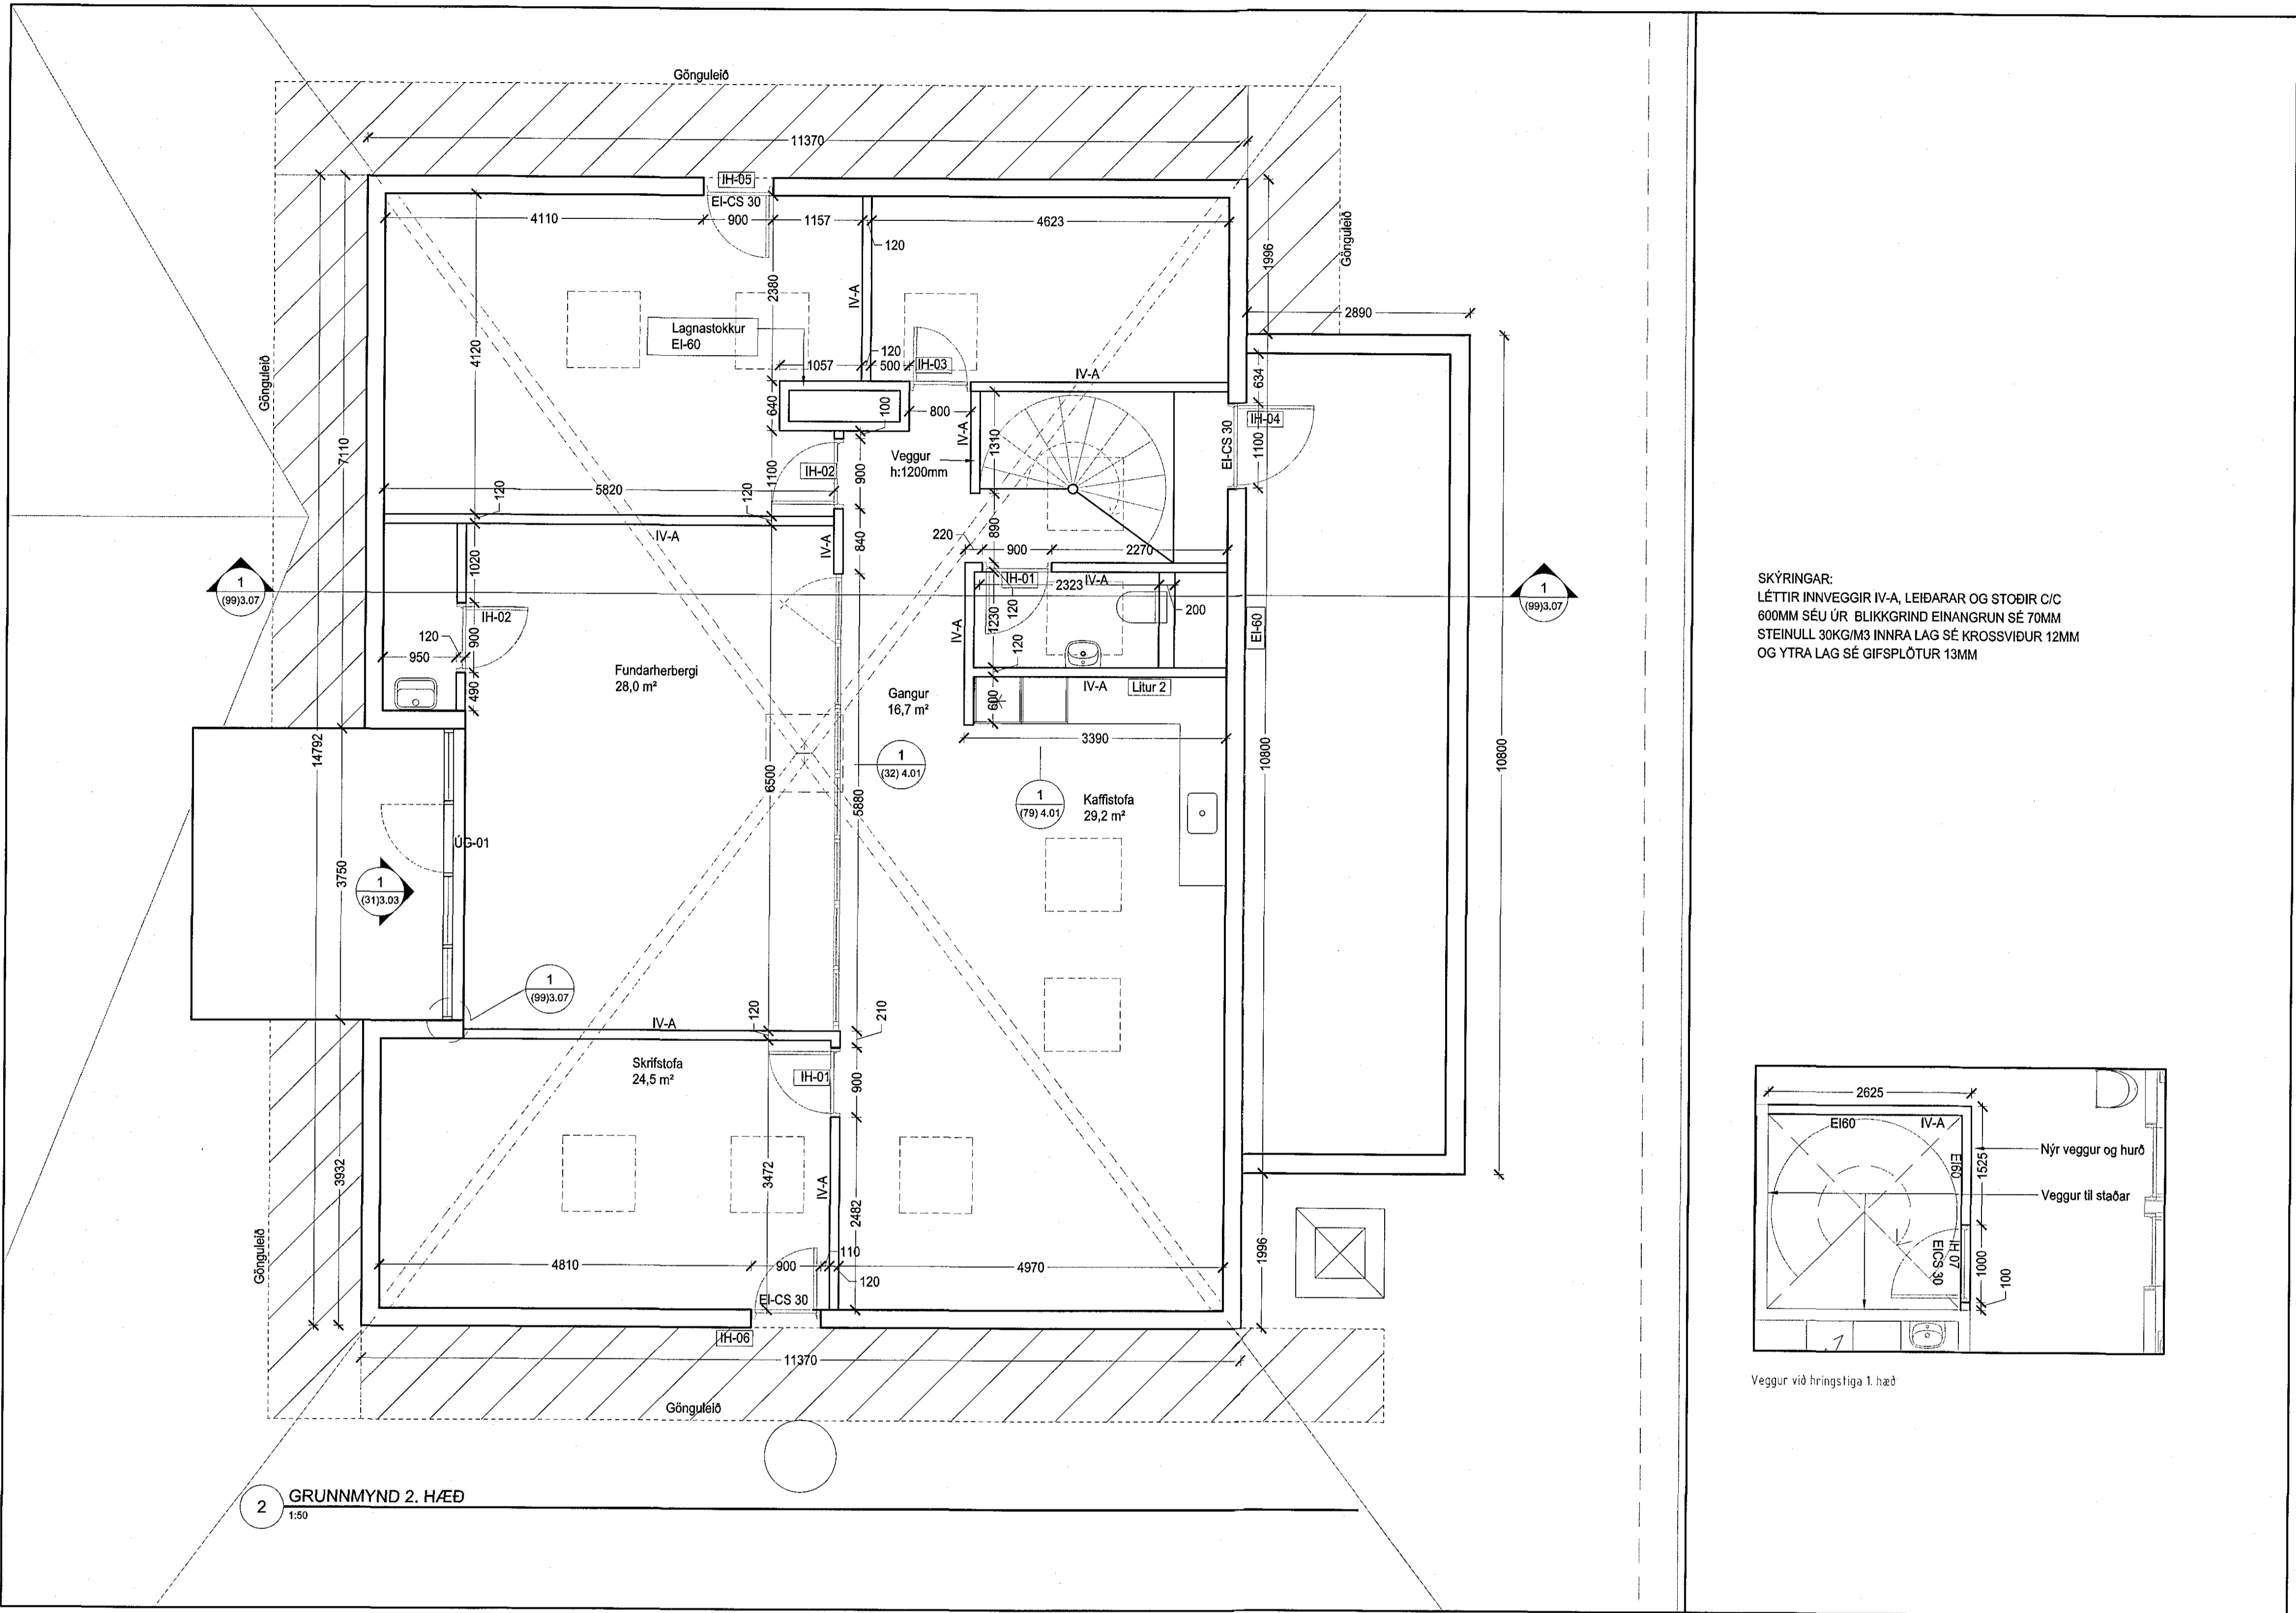 Gönguleið
11370
IH-05
EI-CS 30
4110
900
1157
4623
120
Gönguleið
1996
2890
2380
IV-A
Lagnastokkur
EI-60
4120
1057
120
500
IH-03
IV-A
640
100
800
634
IH-04
EI-CS 30
1100
Gönguleið
7110
IV-A
1310
Veggur
h:1200mm
IH-02
1100
900
5820
120
120
IV-A
IV-A
840
220
890
900
2270
1020
1
(99)3.07
IH-01
2323
IV-A
1
(99)3.07
120
1230
200
IH-02
900
120
950
490
IV-A
120
EI-60
Fundarherbergi
28,0 m²
Gangur
16,7 m²
600
IV-A
Litur 2
3390
14792
6500
1
(32) 4.01
10800
10800
5880
1
(79) 4.01
Kaffistofa
29,2 m²
ÚG-01
3750
1
(31)3.03
1
(99)3.07
120
210
IV-A
Skrifstofa
24,5 m²
IH-01
900
3932
3472
IV-A
2482
Gönguleið
4810
900
110
120
4970
1996
EI-CS 30
IH-06
11370
Gönguleið
2
GRUNNMYND 2. HÆÐ
1:50
SKÝRINGAR:
LÉTTIR INNVEGGIR IV-A, LEIÐARAR OG STOÐIR C/C
600MM SÉU ÚR BLIKKGRIND EINANGRUN SÉ 70MM
STEINULL 30KG/M3 INNRA LAG SÉ KROSSVIÐUR 12MM
OG YTRA LAG SÉ GIFSPLÖTUR 13MM
2625
EI60
IV-A
EI60
1525
Nýr veggur og hurð
Veggur til staðar
IH 07
EICS 30
1000
100
Veggur við hringstiga 1. hæð